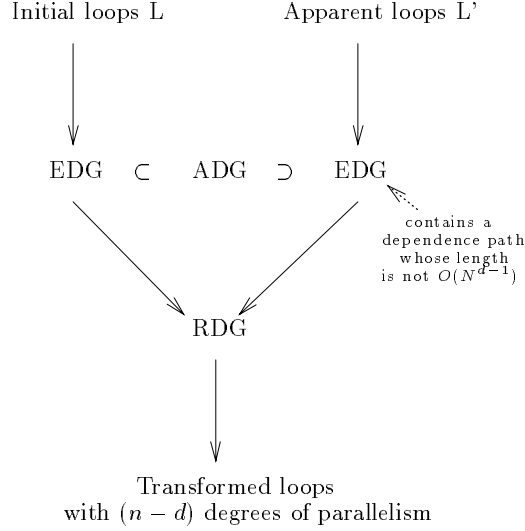 Initial loops L Apparent loops L'
EDG ⊂ ADG ⊃ EDG
contains a
dependence path
whose length
is not O(N^{d-1})
RDG
Transformed loops
with (n − d) degrees of parallelism